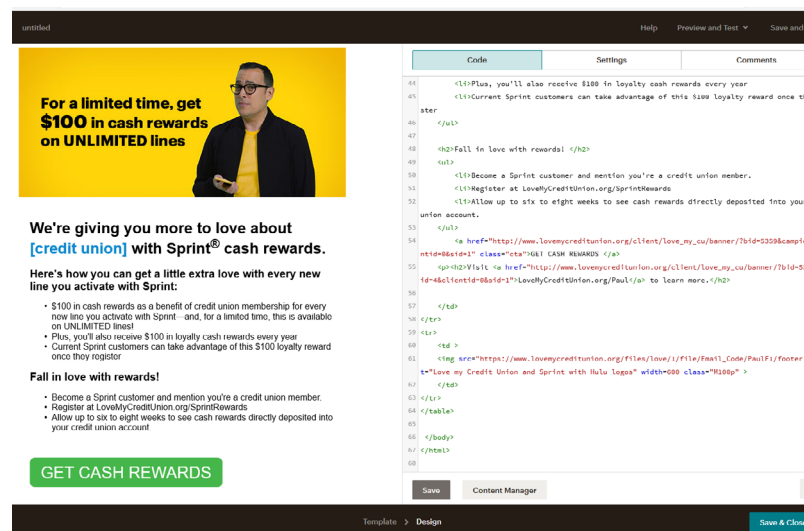 untitled
Help
Preview and Test
Save and
For a limited time, get
$100 in cash rewards
on UNLIMITED lines
We're giving you more to love about
[credit union] with Sprint® cash rewards.
Here's how you can get a little extra love with every new
line you activate with Sprint:
• $100 in cash rewards as a benefit of credit union membership for every
new line you activate with Sprint—and, for a limited time, this is available
on UNLIMITED lines!
• Plus, you'll also receive $100 in loyalty cash rewards every year
• Current Sprint customers can take advantage of this $100 loyalty reward
once they register
Fall in love with rewards!
• Become a Sprint customer and mention you're a credit union member.
• Register at LoveMyCreditUnion.org/SprintRewards
• Allow up to six to eight weeks to see cash rewards directly deposited into
your credit union account
GET CASH REWARDS
Code
Settings
Comments
44 <li>Plus, you'll also receive $100 in loyalty cash rewards every year
45 <li>Current Sprint customers can take advantage of this $100 loyalty reward once th
ster
46 </ul>
47
48 <h2>Fall in love with rewards! </h2>
49 <ul>
50 <li>Become a Sprint customer and mention you're a credit union member.
51 <li>Register at LoveMyCreditUnion.org/SprintRewards
52 <li>Allow up to six to eight weeks to see cash rewards directly deposited into your
union account.
53 </ul>
54 <a href="http://www.lovemycreditunion.org/client/love_my_cu/banner/?bid=5359&campai
ntid=0&sid=1" class="cta">GET CASH REWARDS </a>
55 <p><h2>Visit <a href="http://www.lovemycreditunion.org/client/love_my_cu/banner/?bid=53
id=4&clientid=0&sid=1">LoveMyCreditUnion.org/Paul</a> to learn more.</h2>
56
57 </td>
58 </tr>
59 <tr>
60 <td >
61 <img src="https://www.lovemycreditunion.org/files/love/1/file/Email_Code/PaulE1/footer
t="Love my Credit Union and Sprint with Hulu logos" width=600 class="M100p" >
62 </td>
63 </tr>
64 </table>
65
66 </body>
67 </html>
68
Save
Content Manager
Template > Design
Save & Close